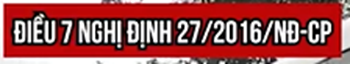 ĐIỀU 7 NGHỊ ĐỊNH 27/2016/NĐ-CP